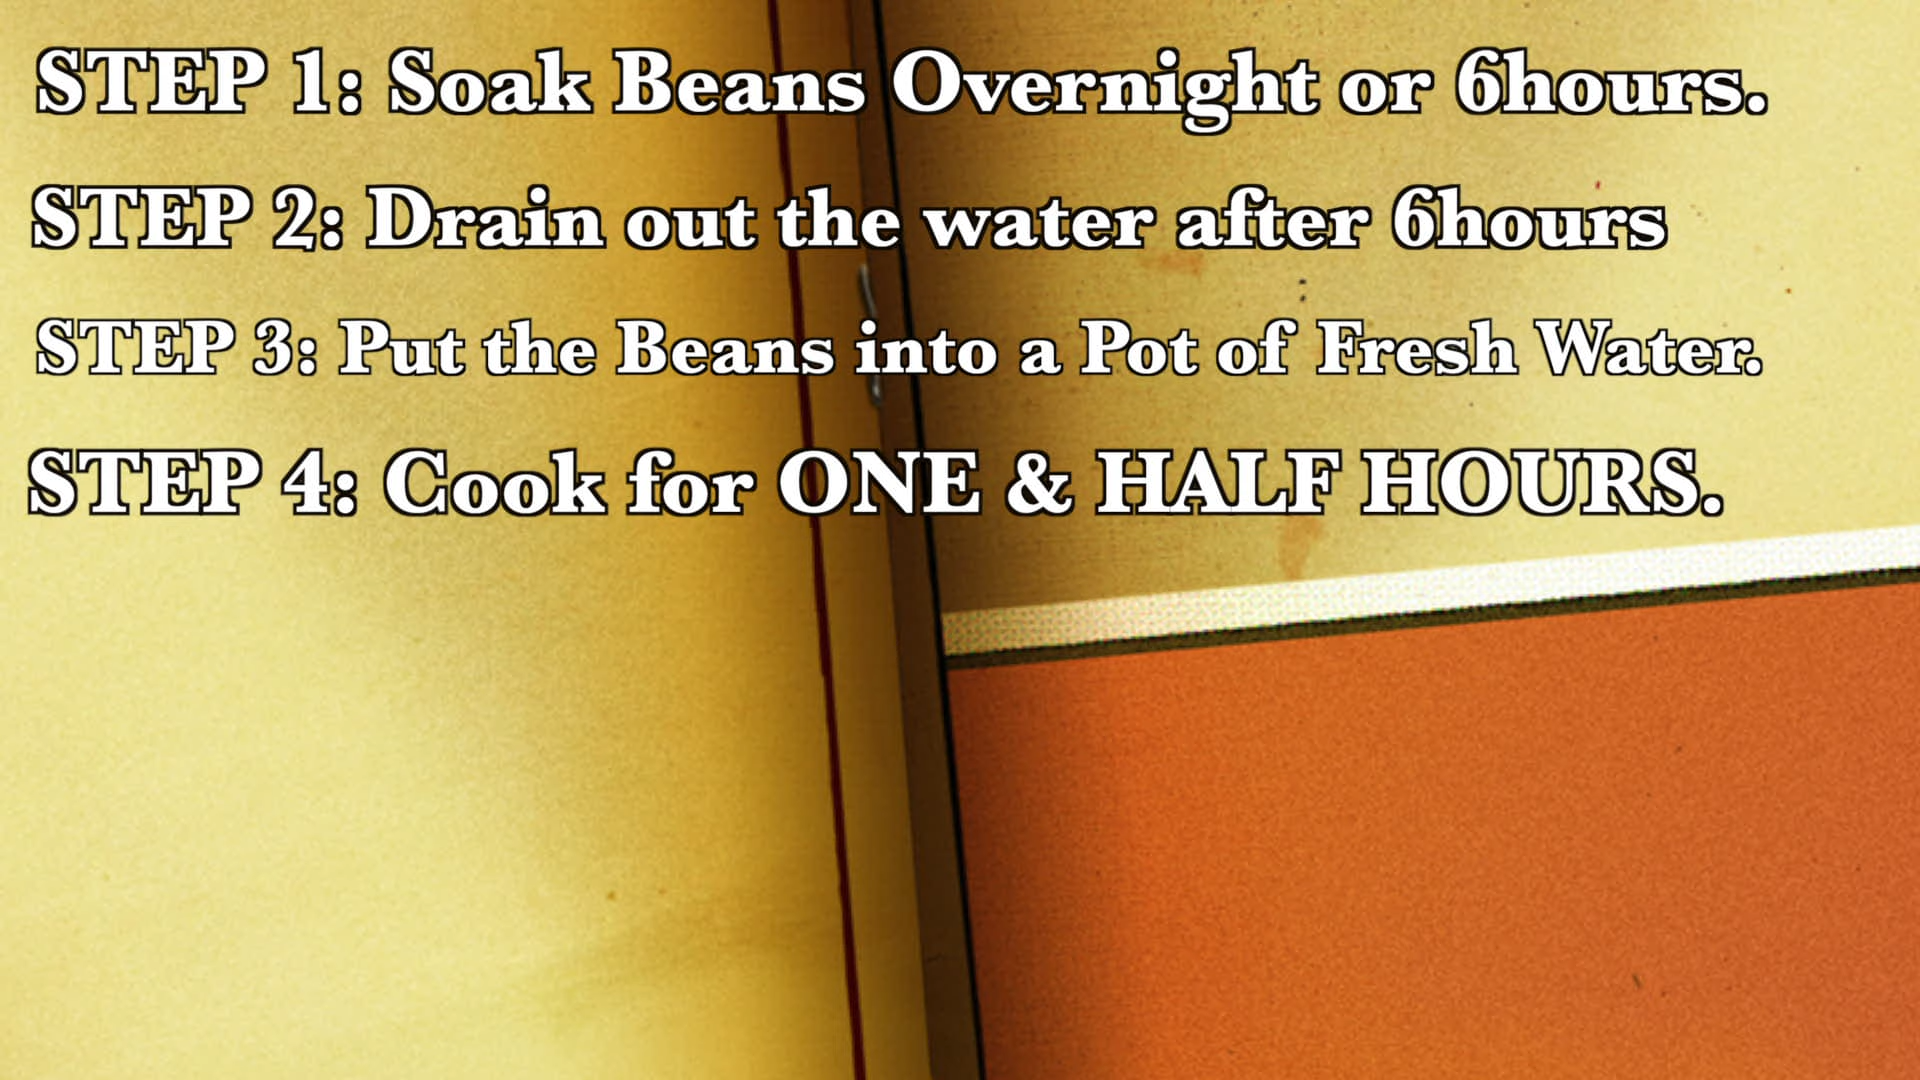 STEP 1: Soak Beans Overnight or 6hours.
STEP 2: Drain out the water after 6hours
STEP 3: Put the Beans into a Pot of Fresh Water.
STEP 4: Cook for ONE & HALF HOURS.